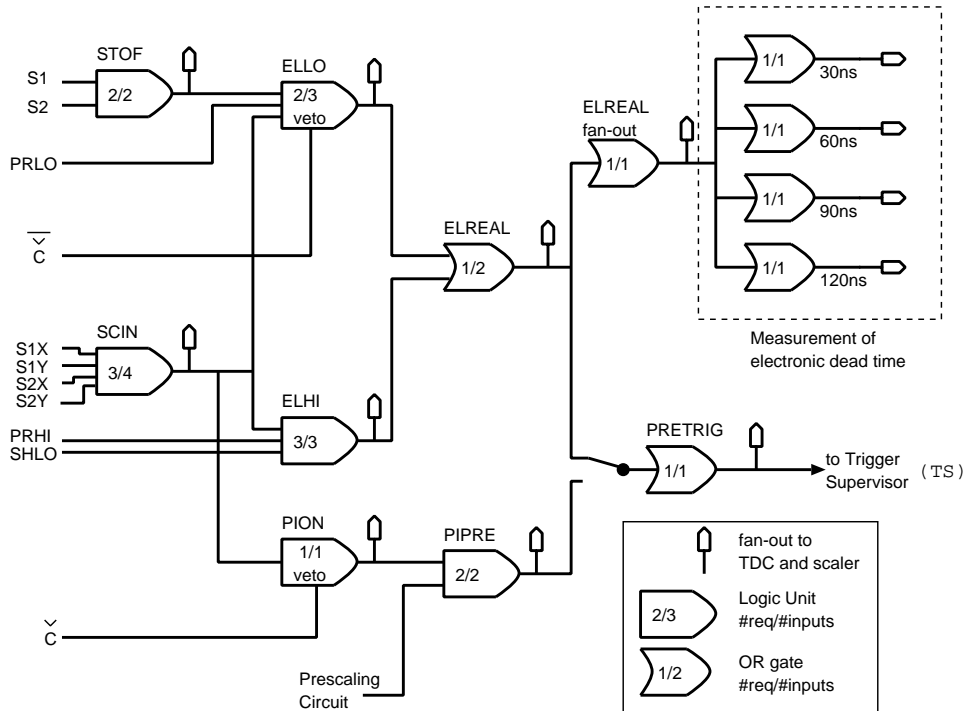 STOF
S1
S2
2/2
ELLO
2/3
veto
PRLO
Č
SCIN
S1X
S1Y
S2X
S2Y
3/4
PRHI
SHLO
ELHI
3/3
PION
1/1
veto
Č
PIPRE
2/2
Prescaling
Circuit
ELREAL
1/2
ELREAL
fan-out
1/1
1/1
30ns
1/1
60ns
1/1
90ns
1/1
120ns
Measurement of
electronic dead time
PRETRIG
1/1
to Trigger
Supervisor (TS)
fan-out to
TDC and scaler
2/3
Logic Unit
#req/#inputs
1/2
OR gate
#req/#inputs